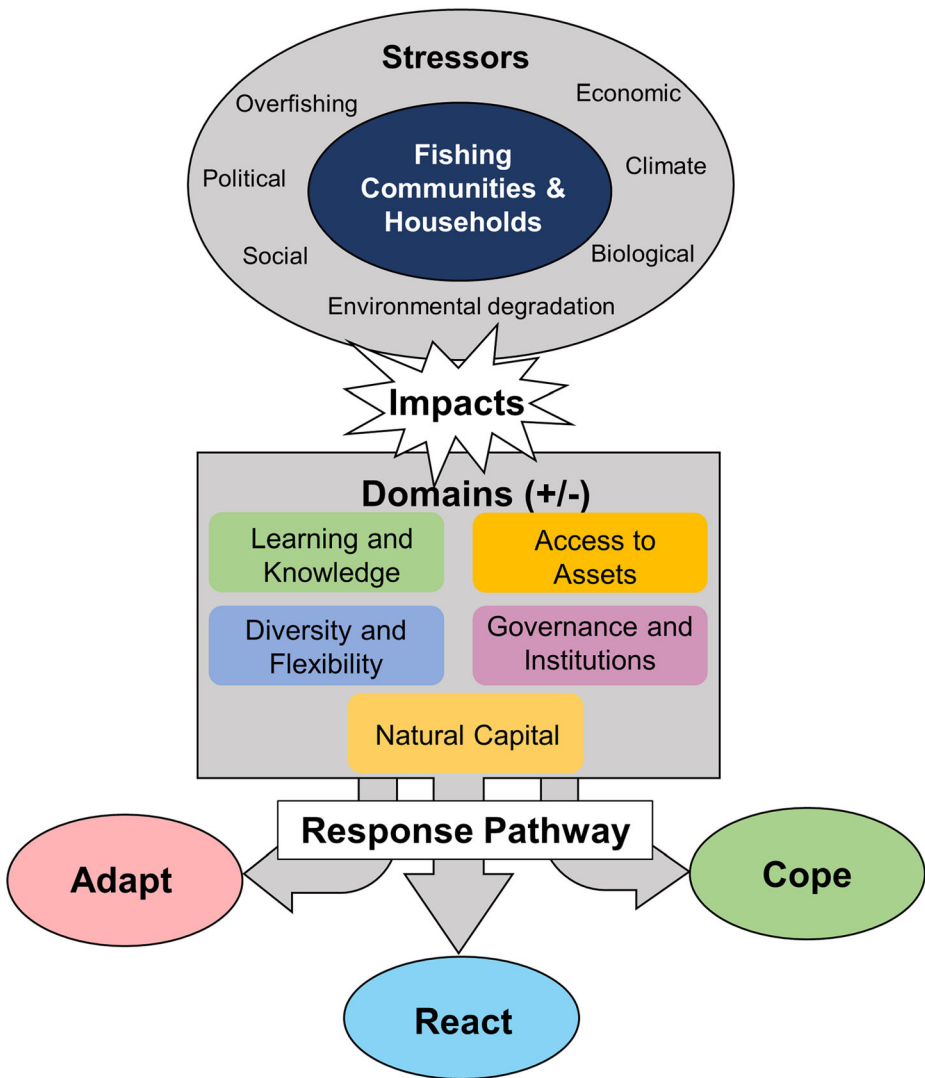 Stressors
Overfishing
Economic
Political
Fishing
Communities &
Households
Climate
Social
Biological
Environmental degradation
Impacts
Domains (+/-)
Learning and
Knowledge
Access to
Assets
Diversity and
Flexibility
Governance and
Institutions
Natural Capital
Response Pathway
Adapt
Cope
React